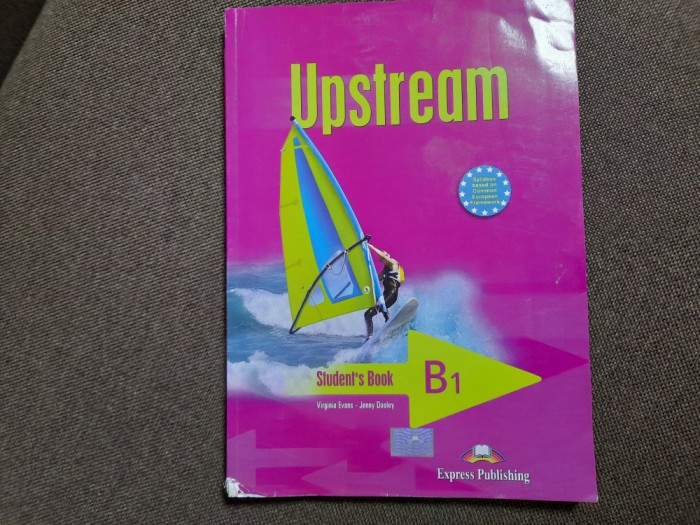 Upstream
Syllabus
based on
Common
European
Framework
Student's Book
B1
Virginia Evans - Jenny Dooley
Express Publishing